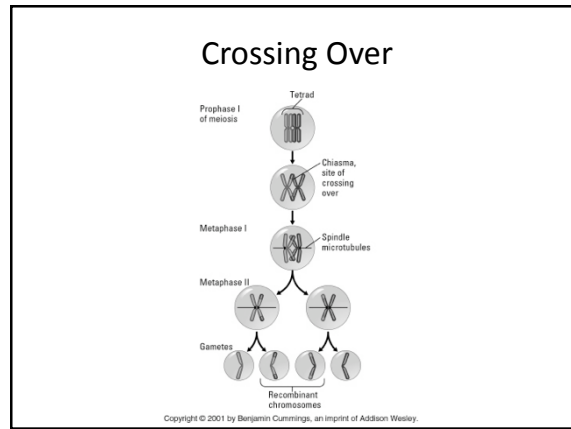 Crossing Over
Tetrad
Prophase I
of meiosis
Chiasma,
site of
crossing
over
Metaphase I
Spindle
microtubules
Metaphase II
Gametes
Recombinant
chromosomes
Copyright © 2001 by Benjamin Cummings, an imprint of Addison Wesley.